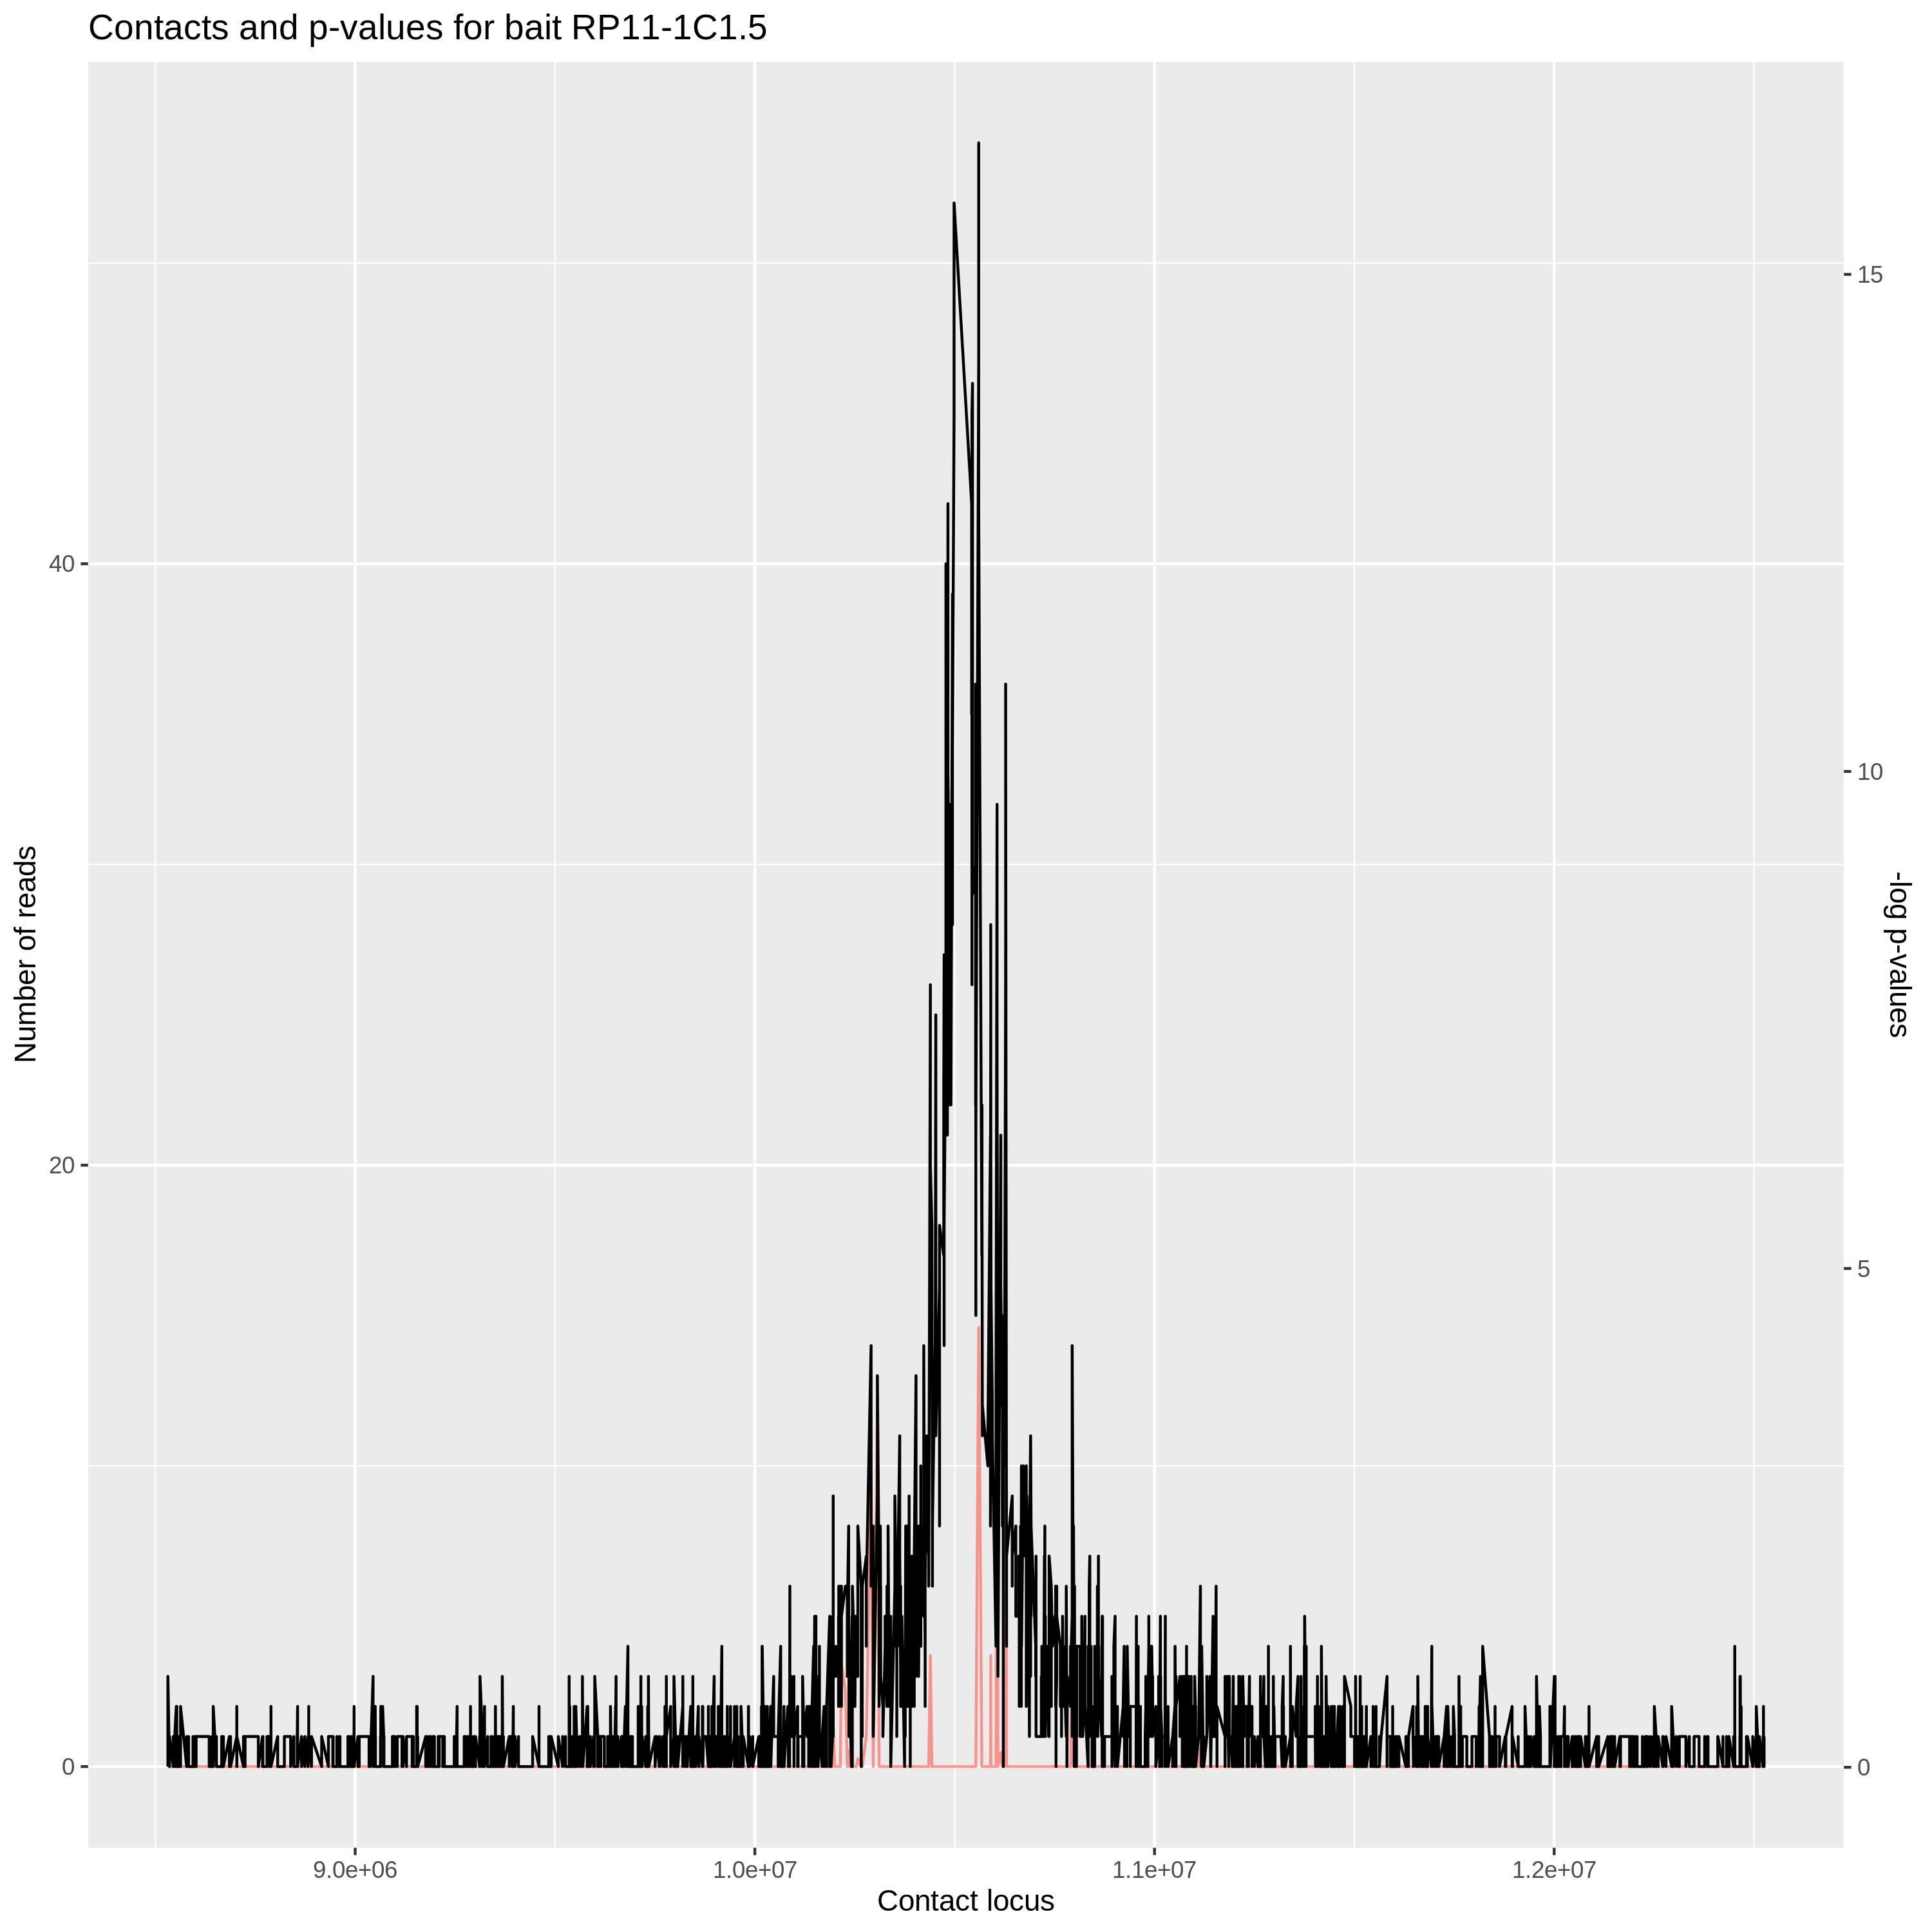 Contacts and p-values for bait RP11-1C1.5
Number of reads
40
20
0
15
10
5
0
-log p-values
9.0e+06
1.0e+07
1.1e+07
1.2e+07
Contact locus